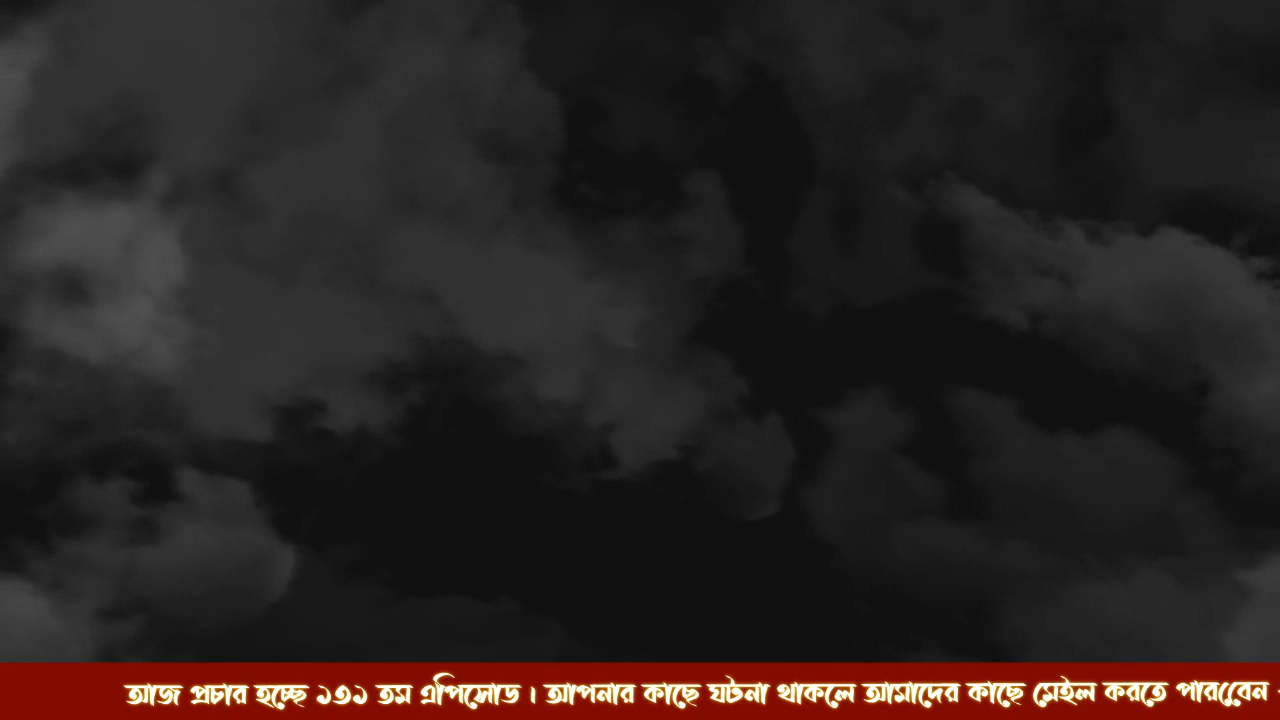 আজ প্রচার হচ্ছে ১৩১ তম এপিসোড। আপনার কাছে ঘটনা থাকলে আমাদের কাছে মেইল করতে পারবেন